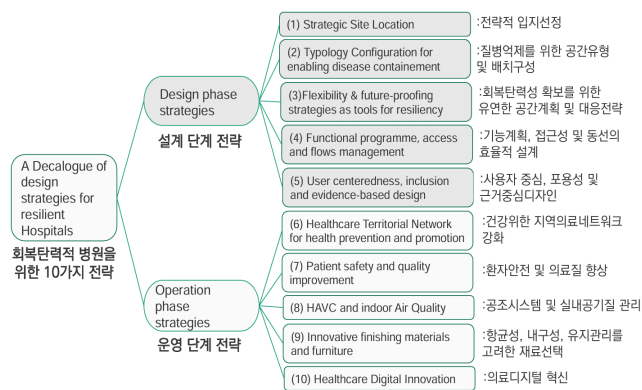 A Decalogue of
design
strategies for
resilient
Hospitals
회복탄력적 병원을
위한 10가지 전략
Design phase
strategies
설계 단계 전략
(1) Strategic Site Location
:전략적 입지선정
(2) Typology Configuration for
enabling disease containement
:질병억제를 위한 공간유형
및 배치구성
(3)Flexibility & future-proofing
strategies as tools for resiliency
:회복탄력성 확보를 위한
유연한 공간계획 및 대응전략
(4) Functional programme, access
and flows management
:기능계획, 접근성 및 동선의
효율적 설계
(5) User centeredness, inclusion
and evidence-based design
:사용자 중심, 포용성 및
근거중심디자인
Operation
phase
strategies
운영 단계 전략
(6) Healthcare Territorial Network
for health prevention and promotion
:건강위한 지역의료네트워크
강화
(7) Patient safety and quality
improvement
:환자안전 및 의료질 향상
(8) HAVC and indoor Air Quality
:공조시스템 및 실내공기질 관리
(9) Innovative finishing materials
and furniture
:항균성, 내구성, 유지관리를
고려한 재료선택
(10) Healthcare Digital Innovation
:의료디지털 혁신